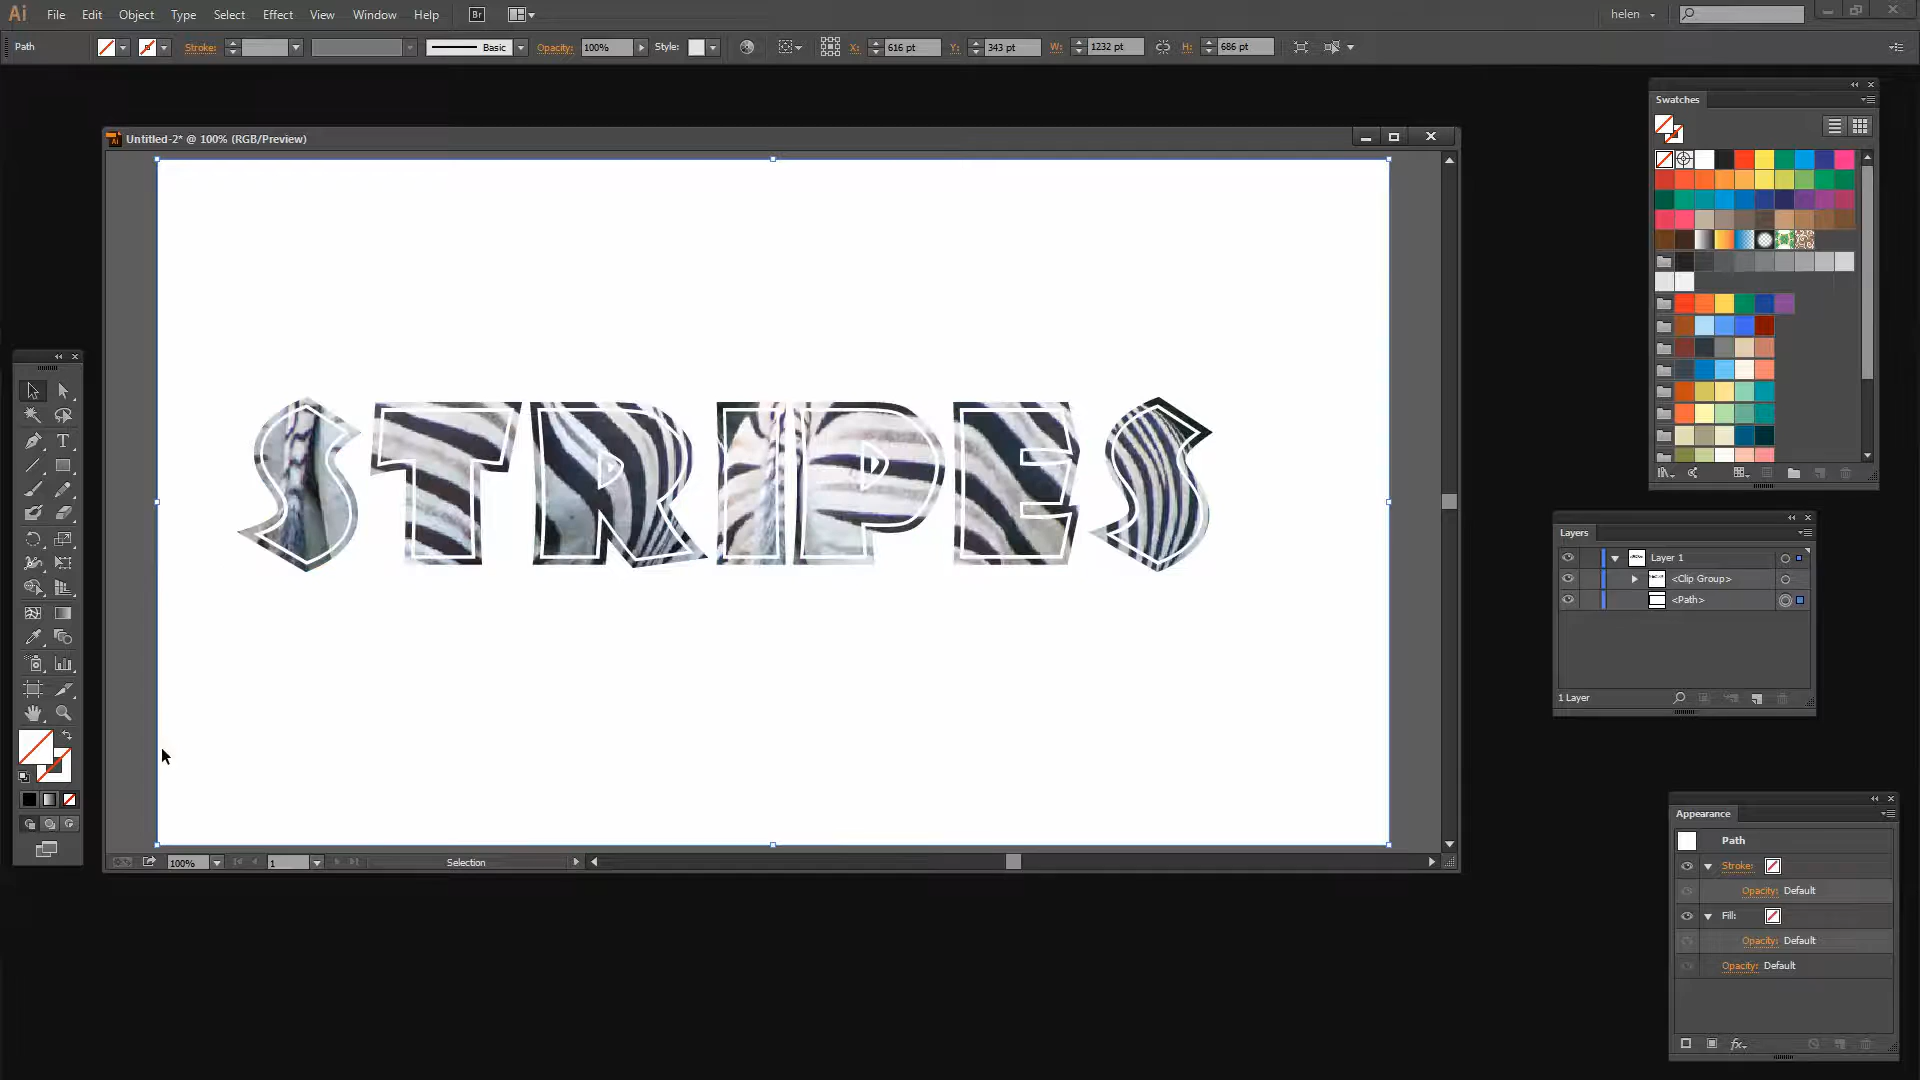 Ai File Edit Object Type Select Effect View Window Help Br helen
Path Stroke: Basic Opacity: 100% Style: X: 616 pt Y: 343 pt W: 1232 pt H: 686 pt
Swatches
Untitled-2* @ 100% (RGB/Preview)
STRIPES
Layers
Layer 1
<Clip Group>
<Path>
1 Layer
Appearance
Path
Stroke:
Opacity: Default
Fill:
Opacity: Default
Opacity: Default
fx
100% 1 Selection